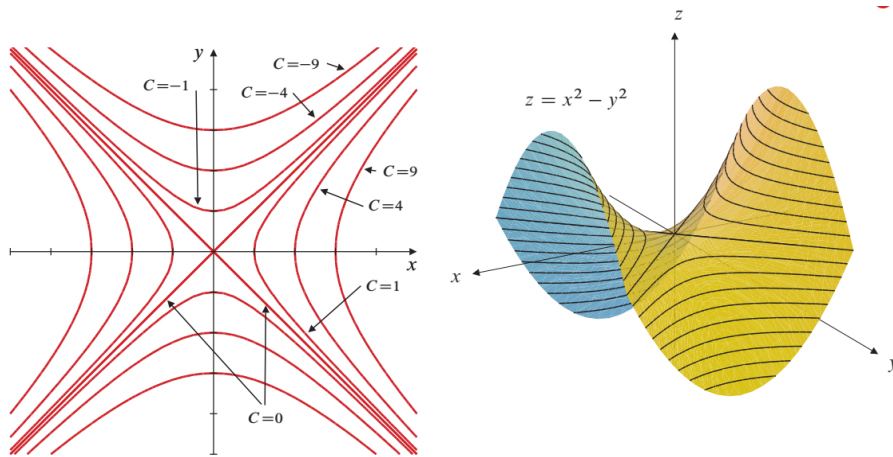 y
C=−9
C=−1
C=−4
C=9
C=4
x
C=1
C=0
z
z = x² − y²
x
y